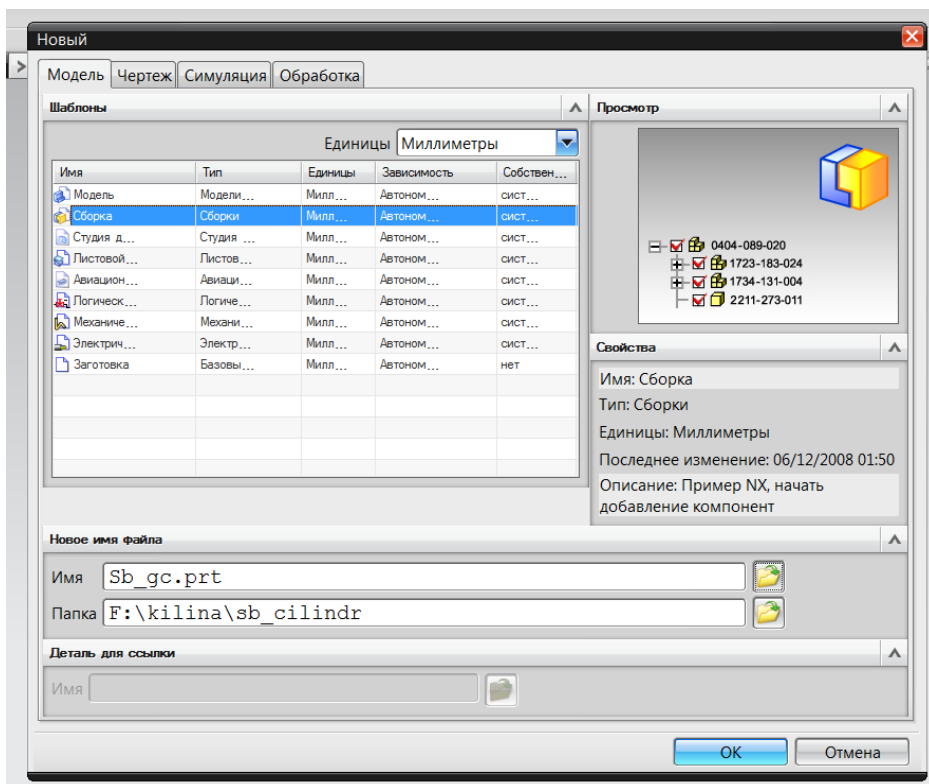 Новый
Модель Чертеж Симуляция Обработка
Шаблоны
Единицы Миллиметры
Имя Тип Единицы Зависимость Собствен...
Модель Модели... Милл... Автоном... сист...
Сборка Сборки Милл... Автоном... сист...
Студия д... Студия ... Милл... Автоном... сист...
Листовой... Листов... Милл... Автоном... сист...
Авиацион... Авиаци... Милл... Автоном... сист...
Логическ... Логиче... Милл... Автоном... сист...
Механиче... Механи... Милл... Автоном... сист...
Электрич... Электр... Милл... Автоном... сист...
Заготовка Базовы... Милл... Автоном... нет
Просмотр
0404-089-020
1723-183-024
1734-131-004
2211-273-011
Свойства
Имя: Сборка
Тип: Сборки
Единицы: Миллиметры
Последнее изменение: 06/12/2008 01:50
Описание: Пример NX, начать
добавление компонент
Новое имя файла
Имя Sb_gc.prt
Папка F:\kilina\sb_cilindr
Деталь для ссылки
Имя
OK Отмена